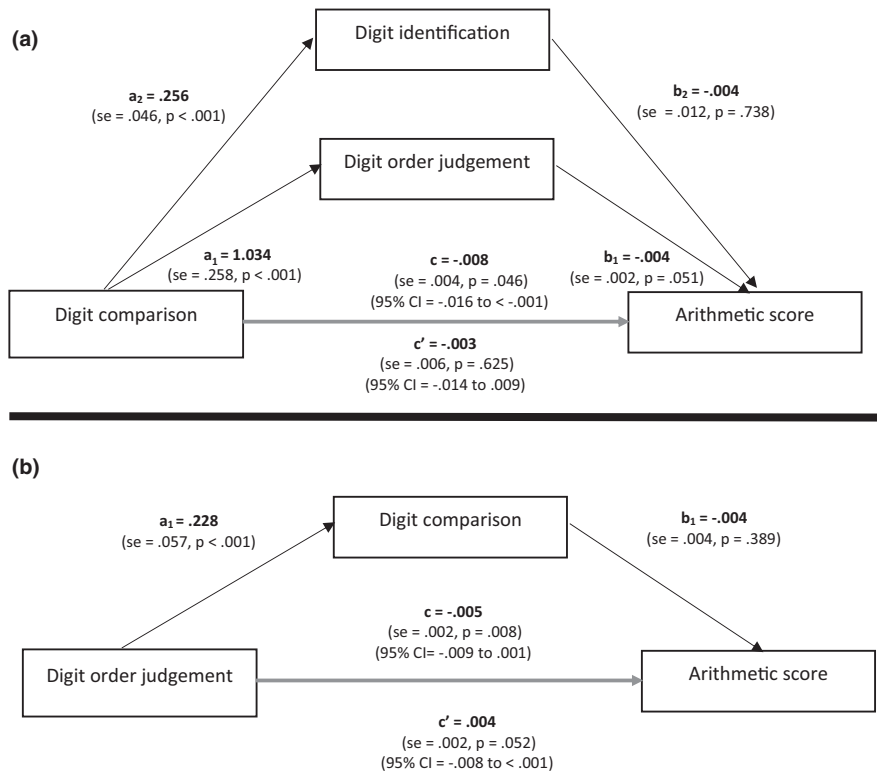 (a)
Digit identification
a₂ = .256
(se = .046, p < .001)
b₂ = -.004
(se = .012, p = .738)
Digit order judgement
a₁ = 1.034
(se = .258, p < .001)
c = -.008
(se = .004, p = .046)
(95% CI = -.016 to < -.001)
b₁ = -.004
(se = .002, p = .051)
Digit comparison
Arithmetic score
c' = -.003
(se = .006, p = .625)
(95% CI = -.014 to .009)
(b)
a₁ = .228
(se = .057, p <.001)
Digit comparison
b₁ = -.004
(se = .004, p = .389)
c = -.005
(se = .002, p = .008)
(95% CI= -.009 to .001)
Digit order judgement
Arithmetic score
c' = .004
(se = .002, p = .052)
(95% CI = -.008 to < .001)